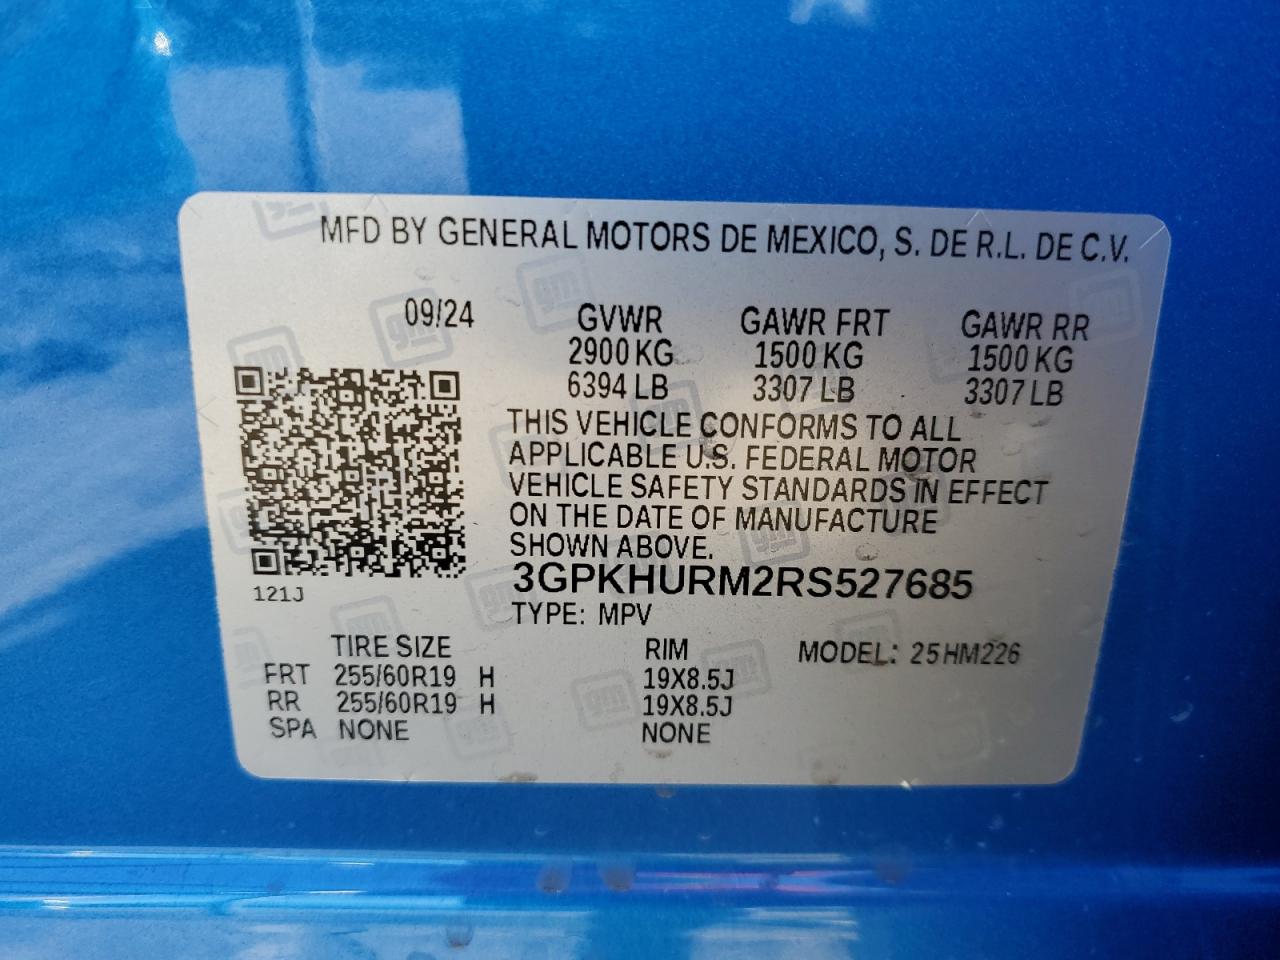 MFD BY GENERAL MOTORS DE MEXICO, S. DE R.L. DE C.V.
09/24 GVWR GAWR FRT GAWR RR
2900 KG 1500 KG 1500 KG
6394 LB 3307 LB 3307 LB
THIS VEHICLE CONFORMS TO ALL
APPLICABLE U.S. FEDERAL MOTOR
VEHICLE SAFETY STANDARDS IN EFFECT
ON THE DATE OF MANUFACTURE
SHOWN ABOVE.
3GPKHURM2RS527685
121J
TYPE: MPV
TIRE SIZE RIM MODEL: 25HM226
FRT 255/60R19 H 19X8.5J
RR 255/60R19 H 19X8.5J
SPA NONE NONE